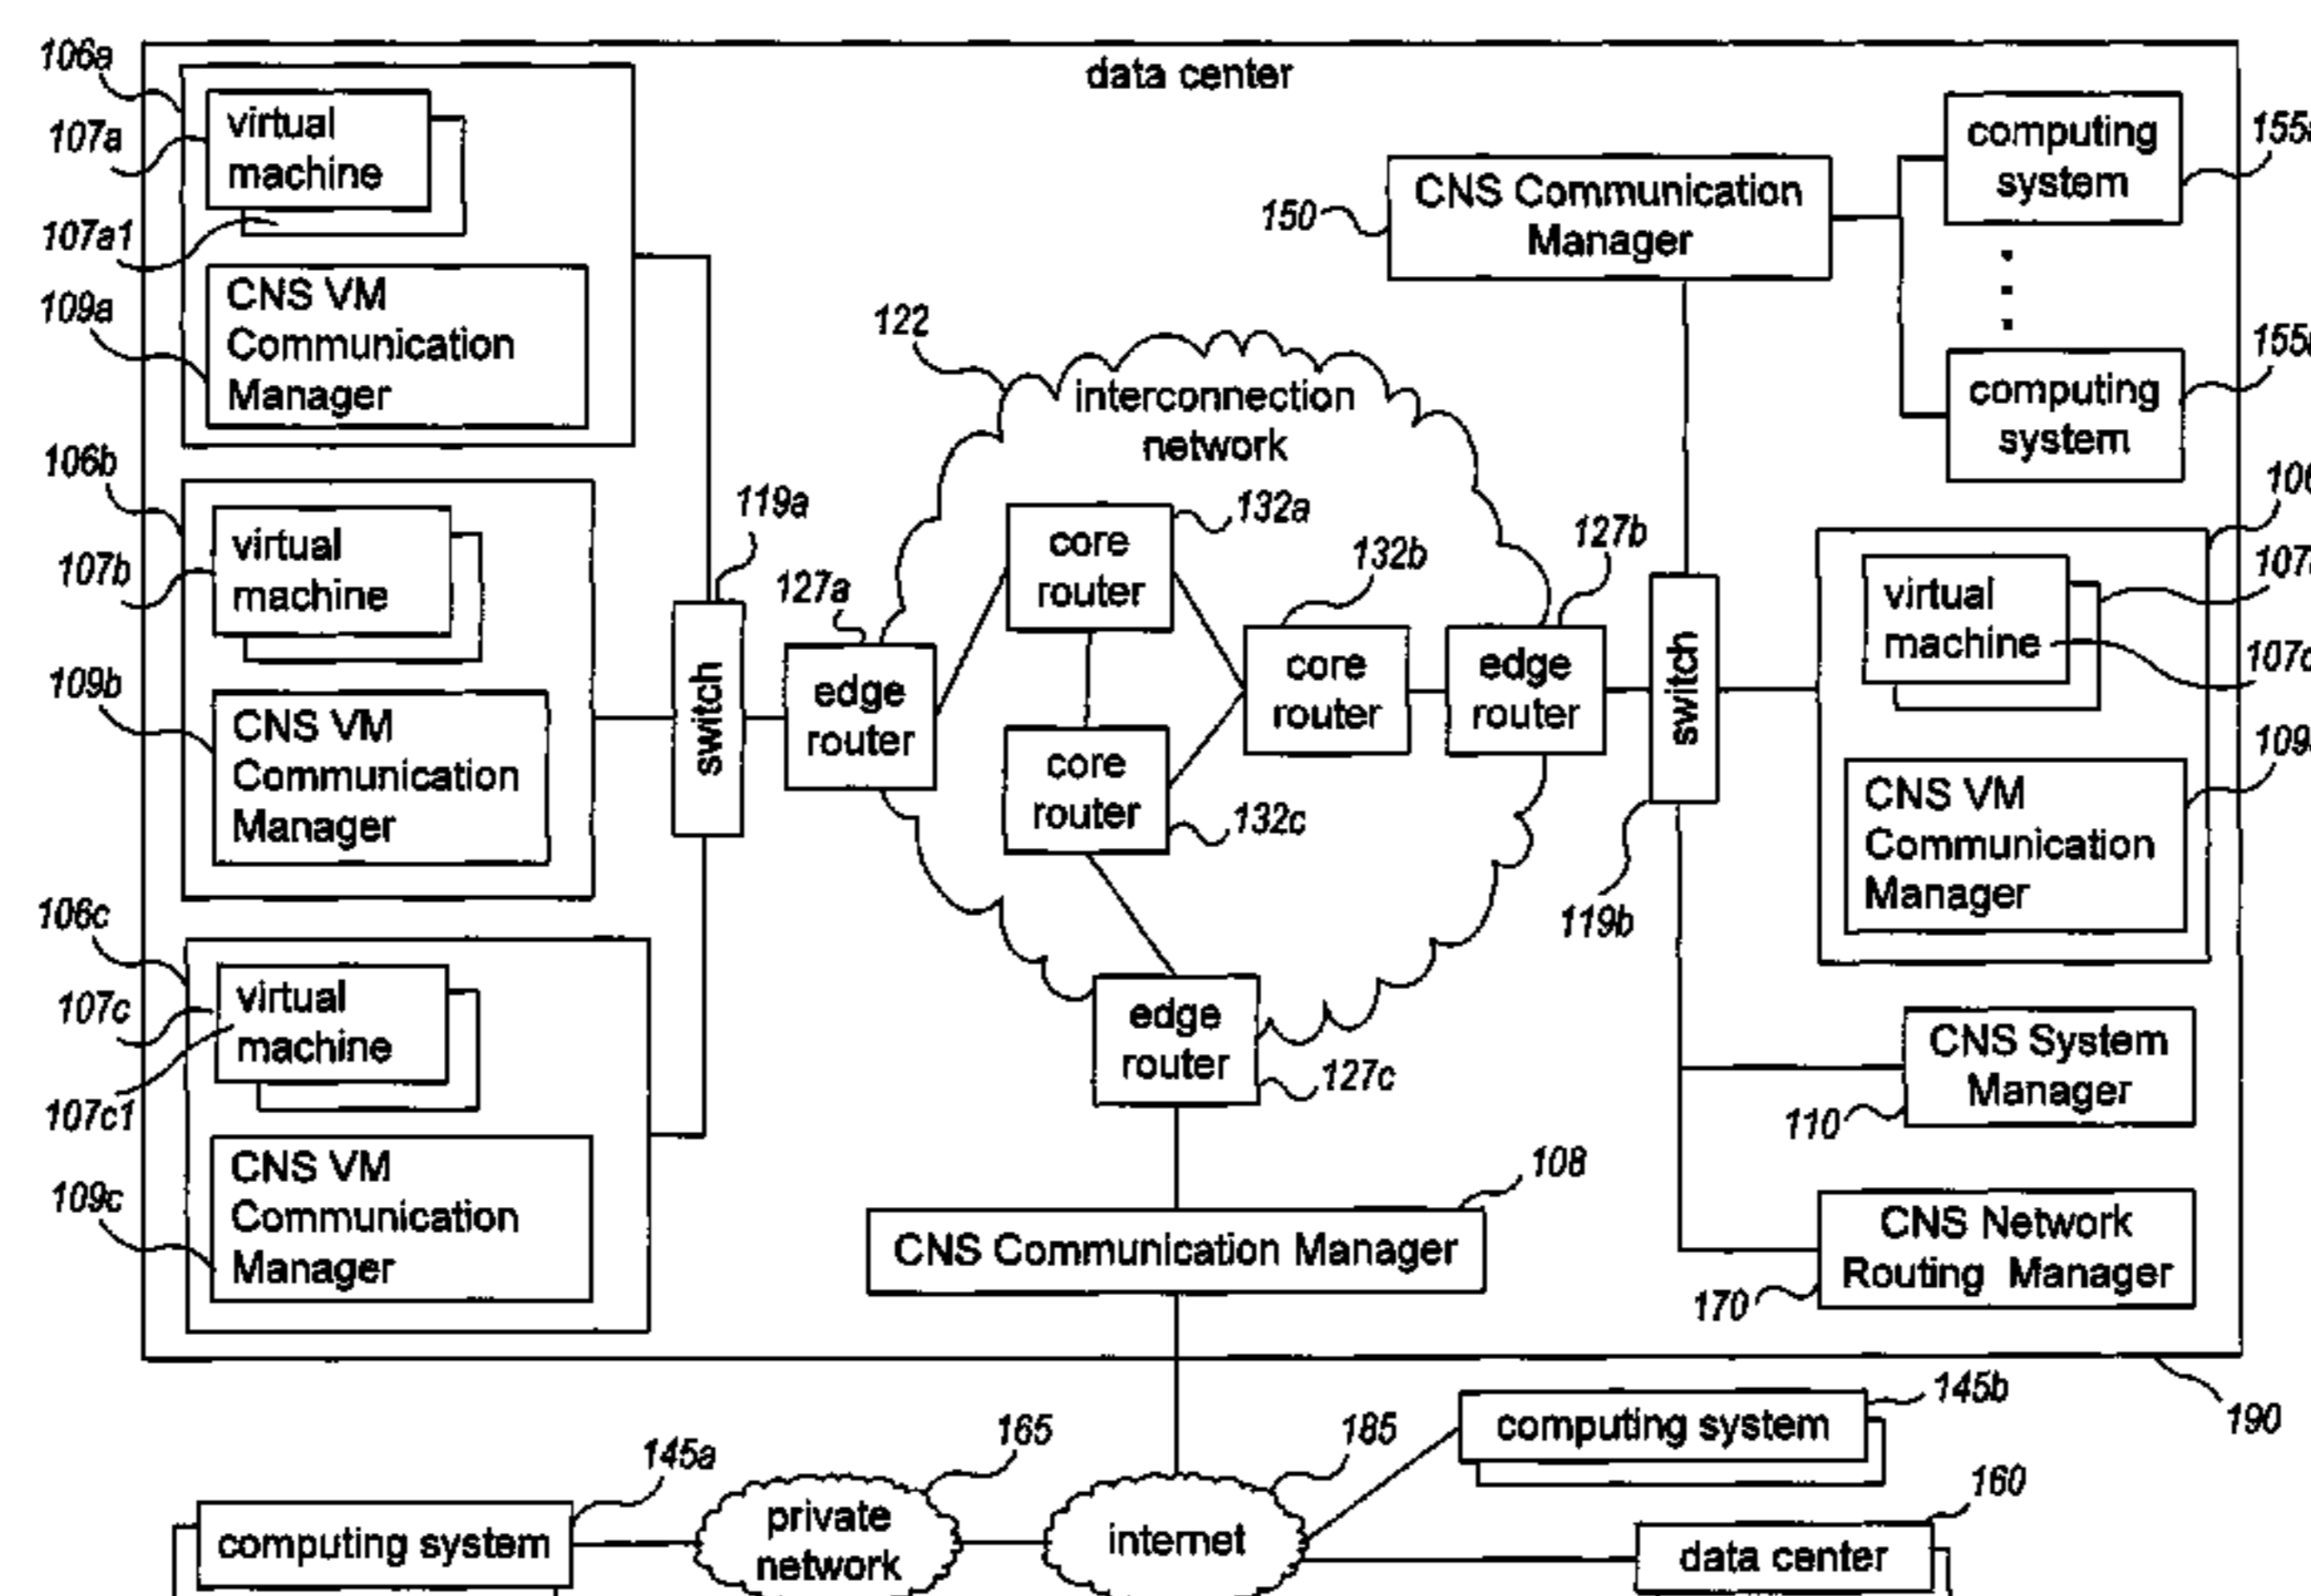 data center
106a
107a
107a1
109a
virtual
machine
CNS VM
Communication
Manager
106b
107b
109b
virtual
machine
CNS VM
Communication
Manager
106c
107c
107c1
109c
virtual
machine
CNS VM
Communication
Manager
119a
switch
127a
edge
router
122
interconnection
network
132a
core
router
132b
core
router
core
router
132c
127b
edge
router
edge
router
127c
switch
119b
150
CNS Communication
Manager
computing
system
computing
system
virtual
machine
CNS VM
Communication
Manager
CNS System
Manager
110
CNS Network
Routing Manager
170
108
CNS Communication Manager
190
145a
computing system
165
private
network
185
internet
145b
computing system
160
data center